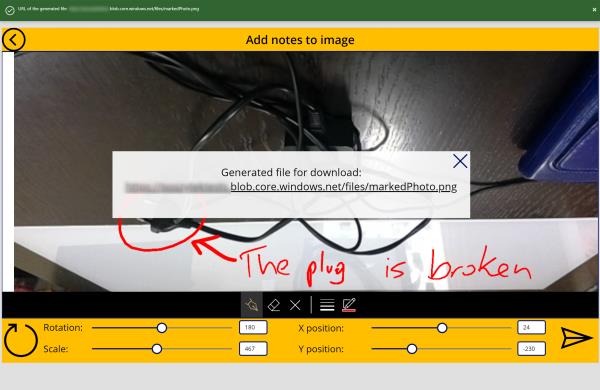 URL of the generated file: blob.core.windows.net/files/markedPhoto.png
Add notes to image
Generated file for download:
blob.core.windows.net/files/markedPhoto.png
The plug is broken
Rotation: 180 X position: 24
Scale: 467 Y position: -230